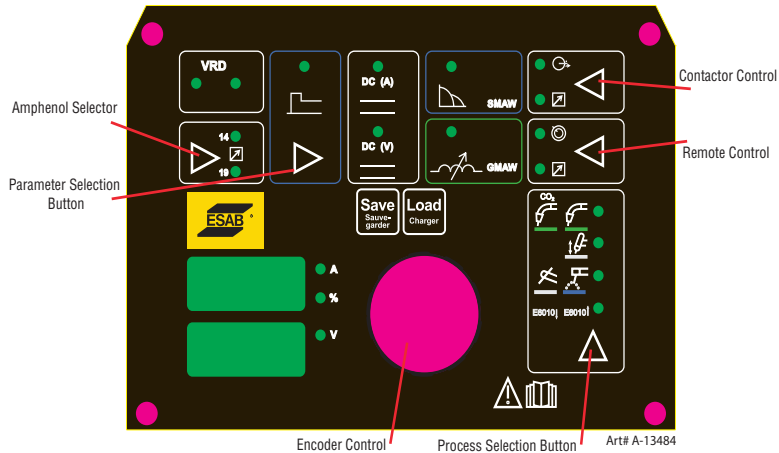 VRD
DC (A)
SMAW
Contactor Control
Amphenol Selector
14
19
DC (V)
GMAW
Remote Control
Parameter Selection
Button
ESAB
Save
Sauve-
garder
Load
Charger
CO₂
A
%
V
E6010
E6010
Encoder Control
Process Selection Button
Art# A-13484